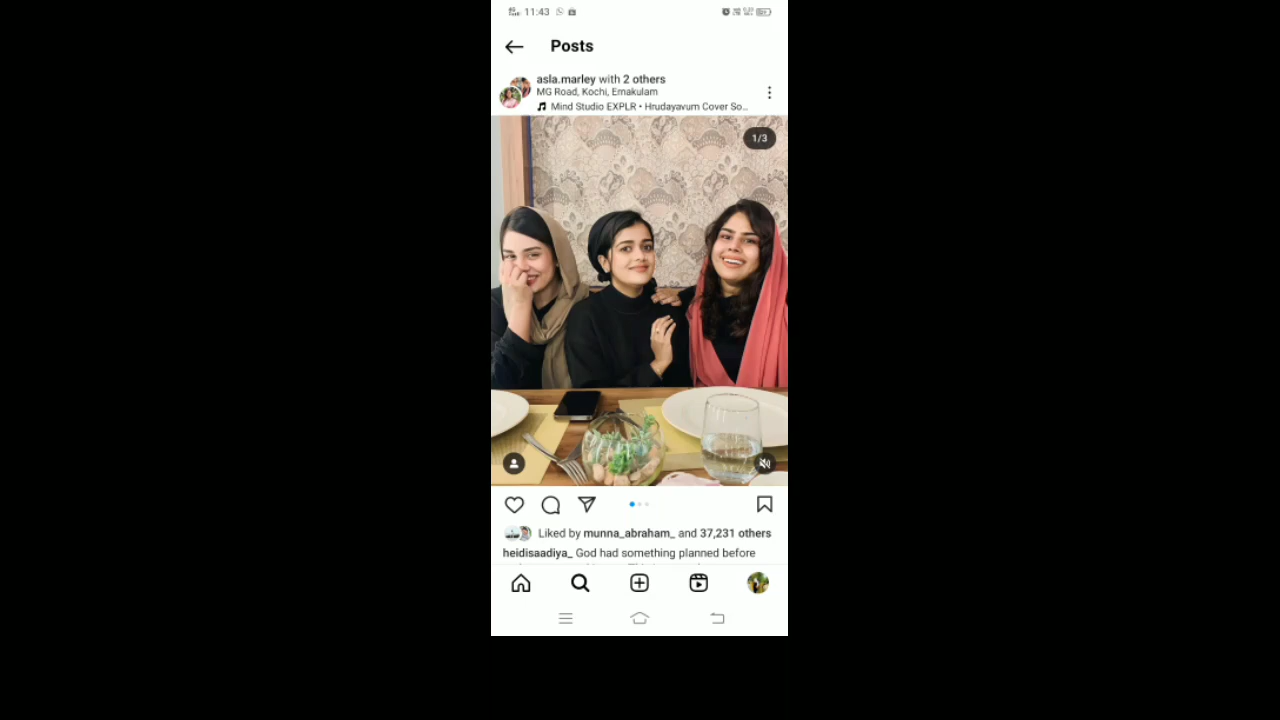 11:43
Posts
asla.marley with 2 others
MG Road, Kochi, Ernakulam
Mind Studio EXPLR • Hrudayavum Cover So...
1/3
Liked by munna_abraham_ and 37,231 others
heidisaadiya_ God had something planned before